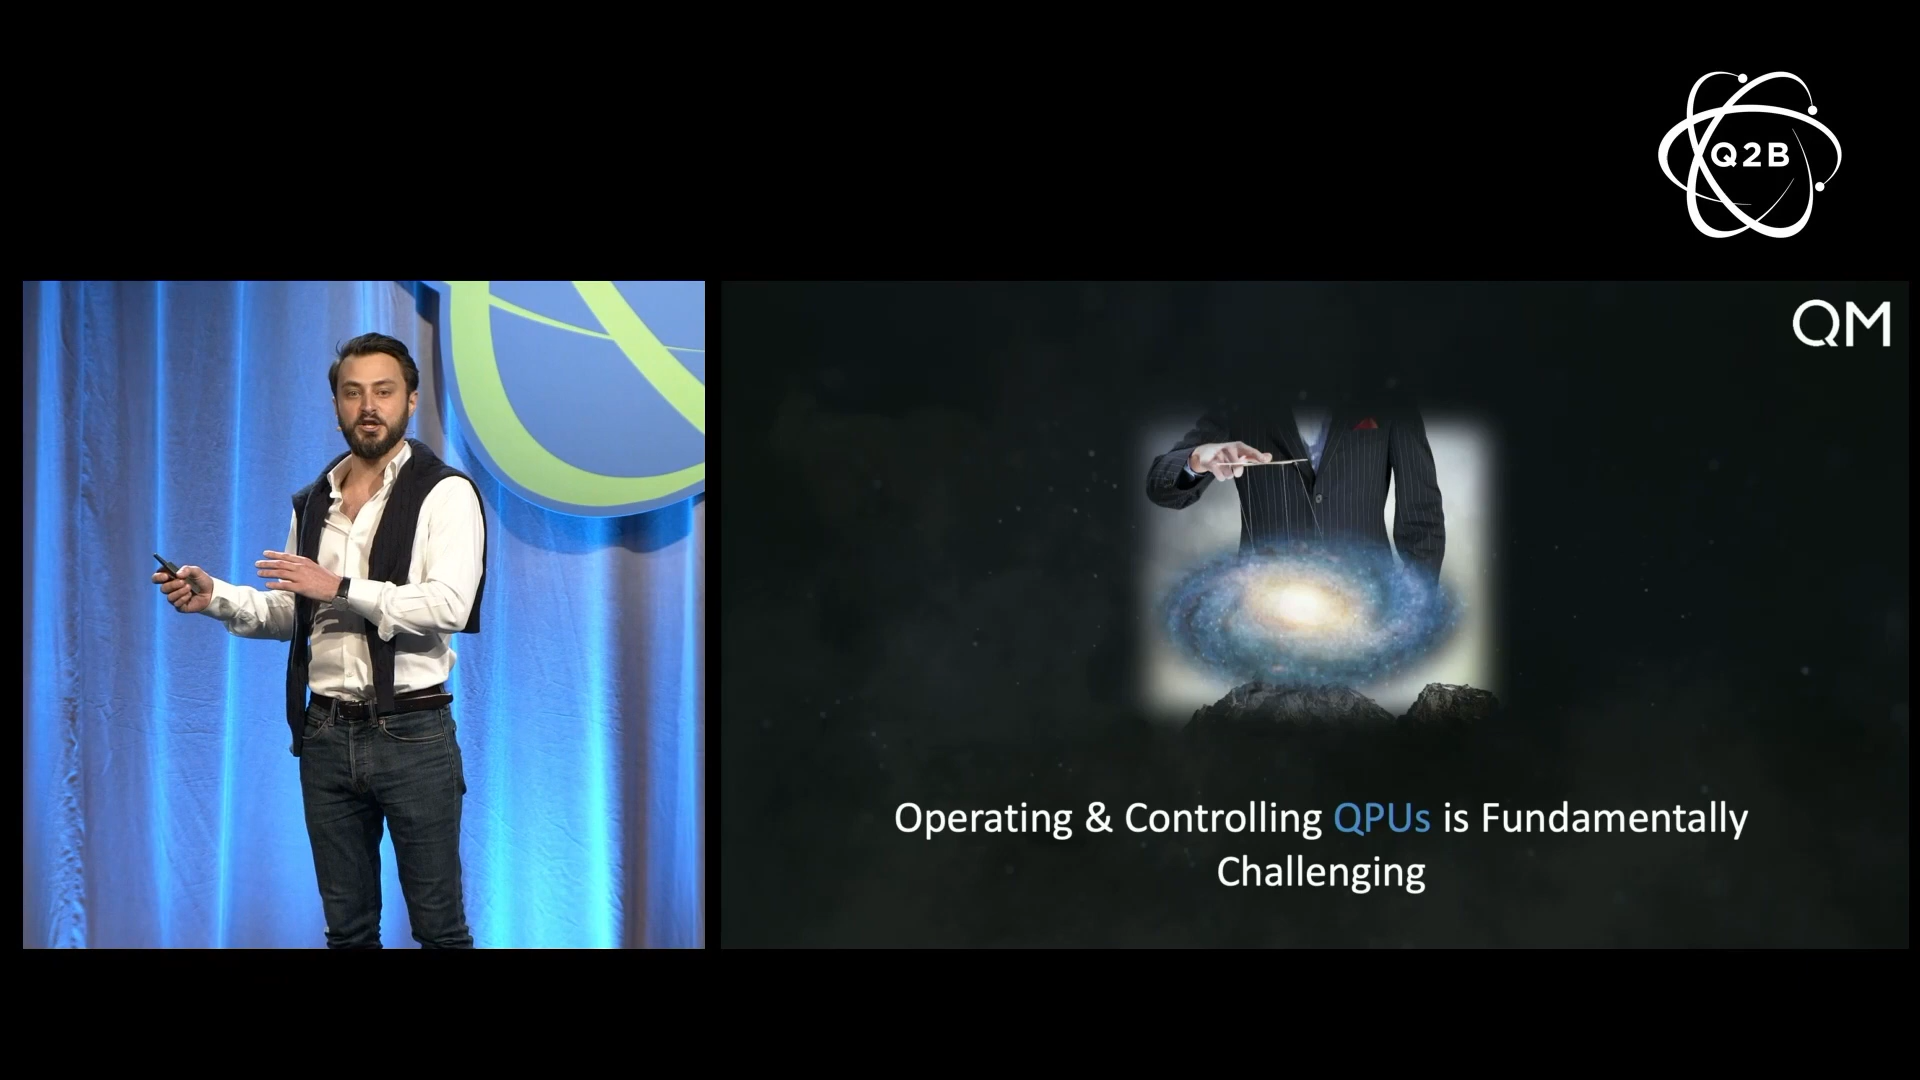 Q2B
QM
Operating & Controlling QPUs is Fundamentally
Challenging